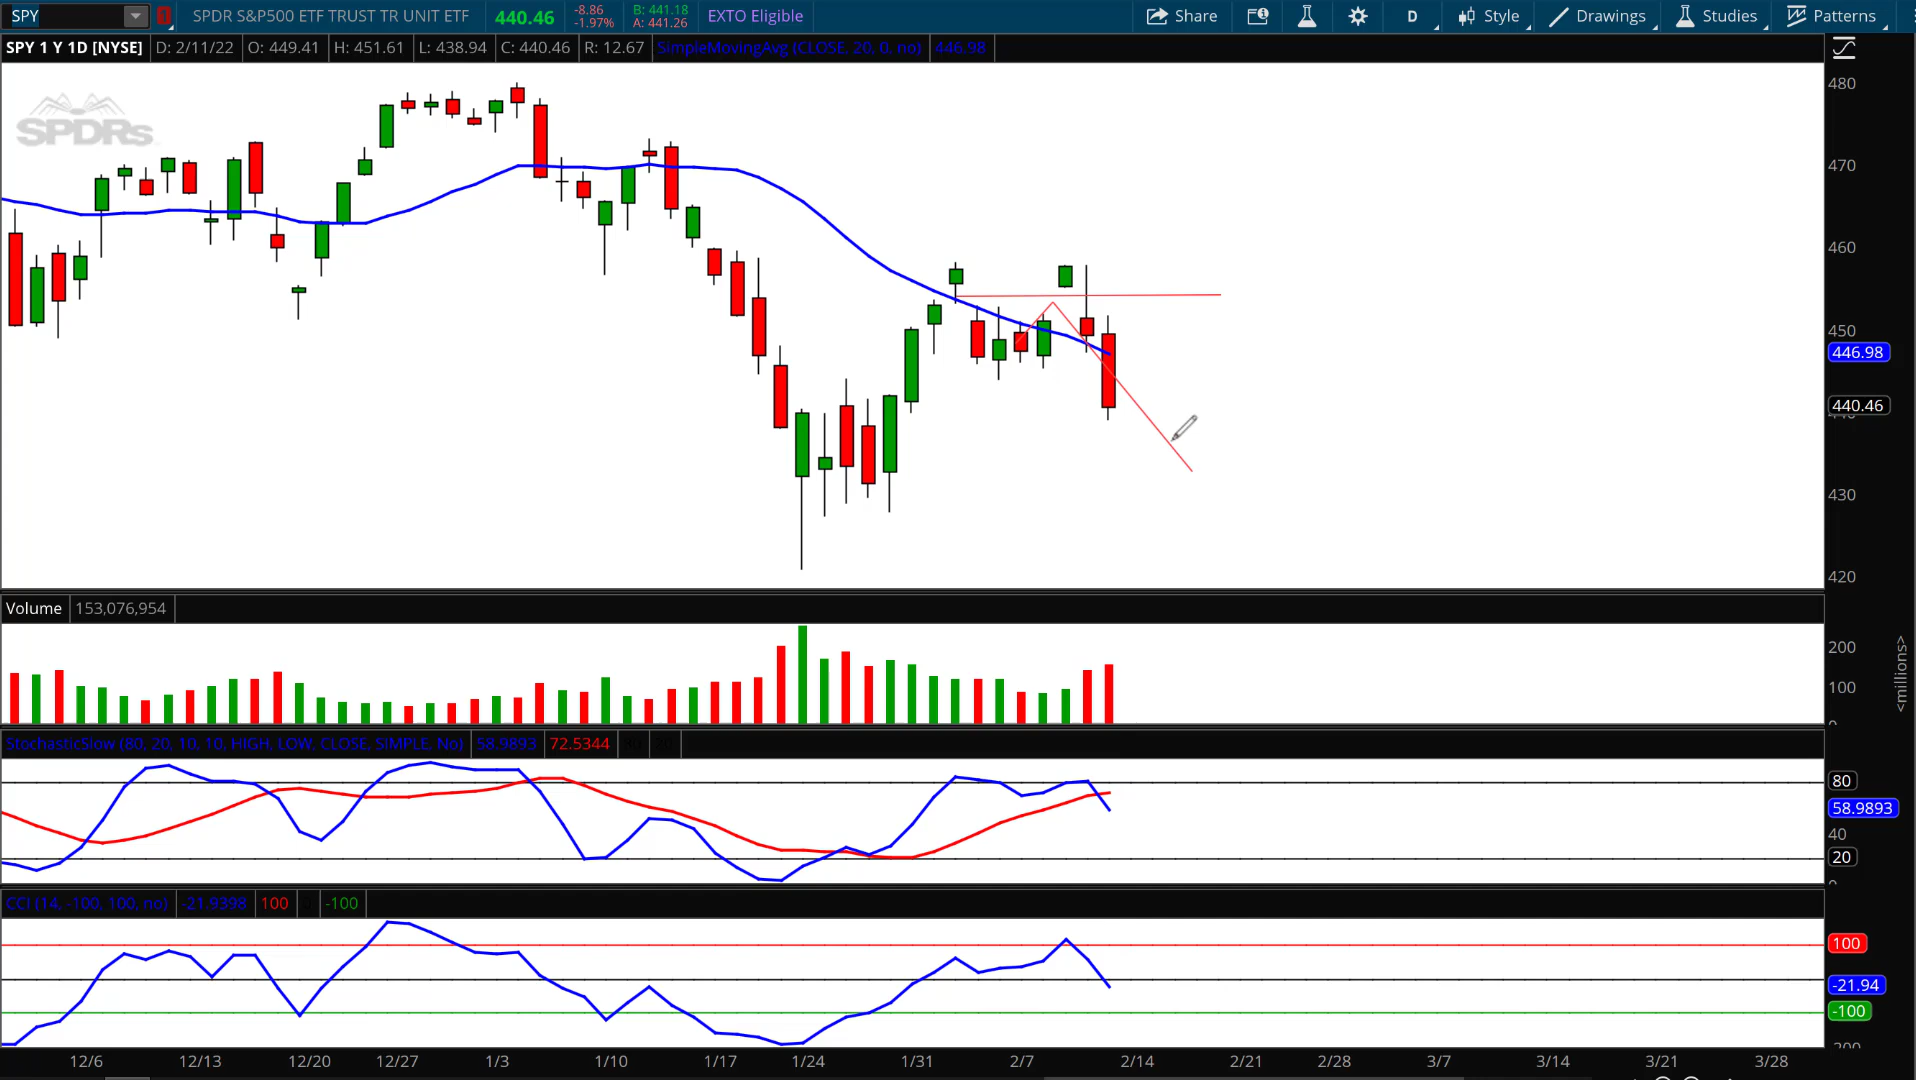 SPY 1 SPDR S&P500 ETF TRUST TR UNIT ETF 440.46 -8.86 -1.97% B: 441.18 A: 441.26 EXTO Eligible Share D Style Drawings Studies Patterns
SPY 1 Y 1D [NYSE] D: 2/11/22 O: 449.41 H: 451.61 L: 438.94 C: 440.46 R: 12.67 SimpleMovingAvg (CLOSE, 20, 0, no) 446.98
480
SPDRs
470
460
450
446.98
440.46
430
420
Volume 153,076,954
200
100
<millions>
StochasticSlow (80, 20, 10, 10, HIGH, LOW, CLOSE, SIMPLE, No) 58.9893 72.5344
80
58.9893
40
20
CCI (14, -100, 100, no) -21.9398 100 -100
100
-21.94
-100
12/6 12/13 12/20 12/27 1/3 1/10 1/17 1/24 1/31 2/7 2/14 2/21 2/28 3/7 3/14 3/21 3/28